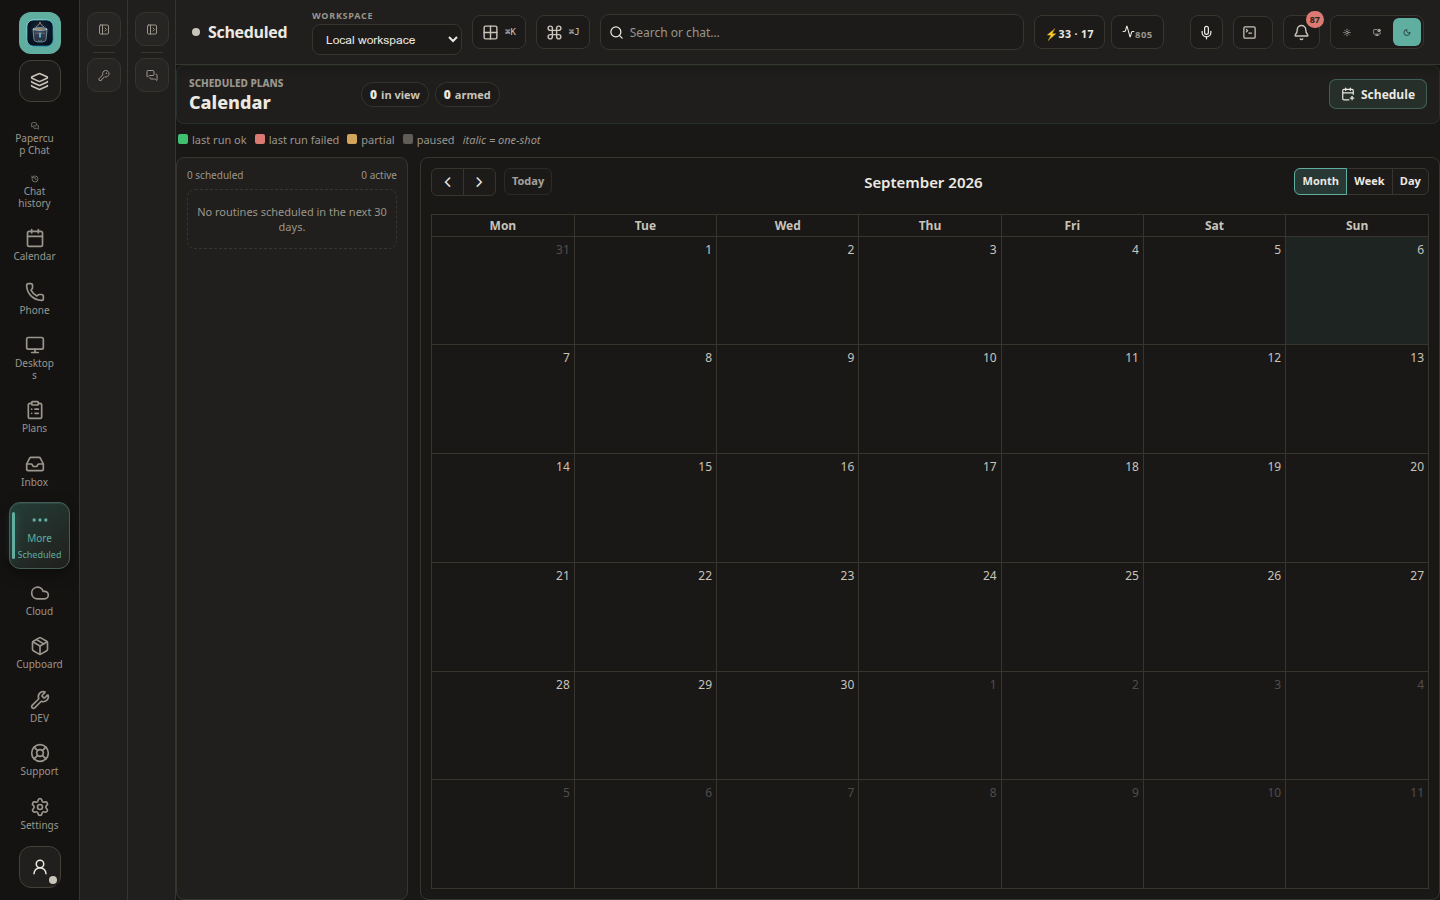 Papercu
p Chat
Chat
history
Calendar
Phone
Desktop
s
Plans
Inbox
More
Scheduled
Cloud
Cupboard
DEV
Support
Settings
Scheduled
WORKSPACE
Local workspace
⌘K
⌘J
Search or chat...
⚡33 · 17
805
87
SCHEDULED PLANS
Calendar
0 in view
0 armed
Schedule
last run ok
last run failed
partial
paused
italic = one-shot
0 scheduled
0 active
No routines scheduled in the next 30
days.
Today
September 2026
Month
Week
Day
Mon Tue Wed Thu Fri Sat Sun
31 1 2 3 4 5 6
7 8 9 10 11 12 13
14 15 16 17 18 19 20
21 22 23 24 25 26 27
28 29 30 1 2 3 4
5 6 7 8 9 10 11